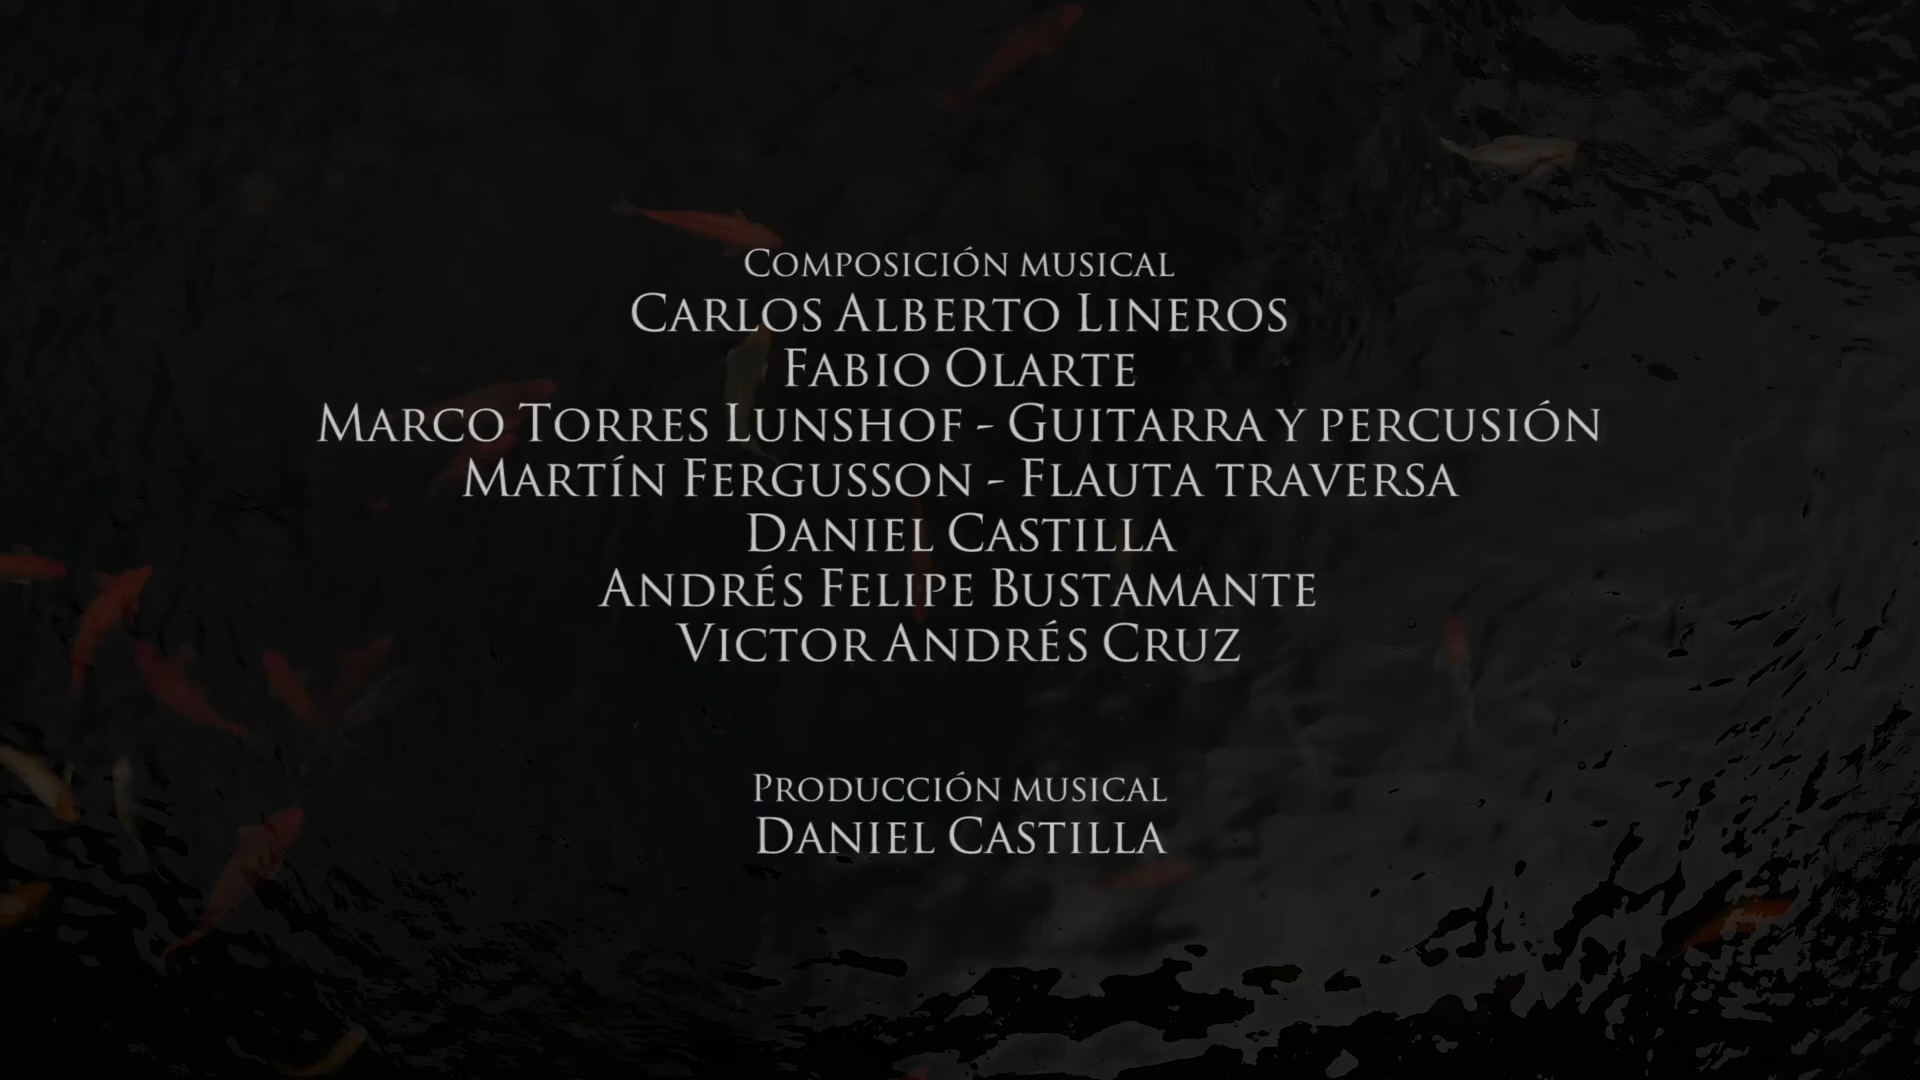 Composición musical
Carlos Alberto Lineros
Fabio Olarte
Marco Torres Lunshof - Guitarra y percusión
Martín Fergusson - Flauta traversa
Daniel Castilla
Andrés Felipe Bustamante
Victor Andrés Cruz
Producción musical
Daniel Castilla